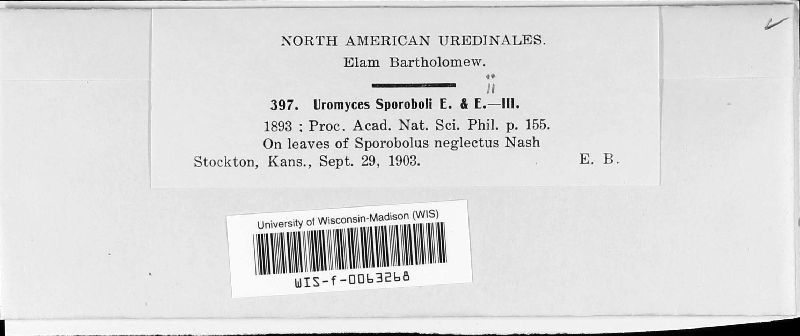 NORTH AMERICAN UREDINALES.
Elam Bartholomew.
397. Uromyces Sporoboli E. & E.—III.
1893 : Proc. Acad. Nat. Sci. Phil. p. 155.
On leaves of Sporobolus neglectus Nash
Stockton, Kans., Sept. 29, 1903. E. B.
University of Wisconsin-Madison (WIS)
WIS-f-0063268